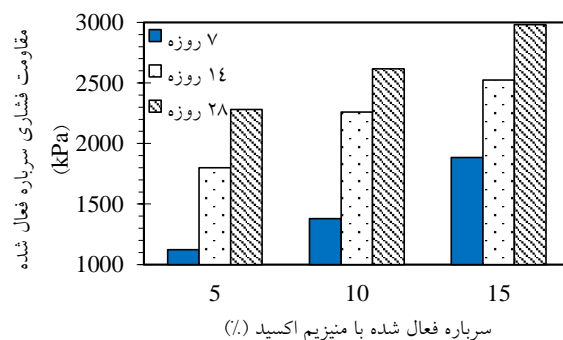 مقاومت فشاری سرباره فعال شده
(kPa)
3000
2500
2000
1500
1000
۷ روزه
۱٤ روزه
۲۸ روزه
5 10 15
سرباره فعال شده با منیزیم اکسید (٪)